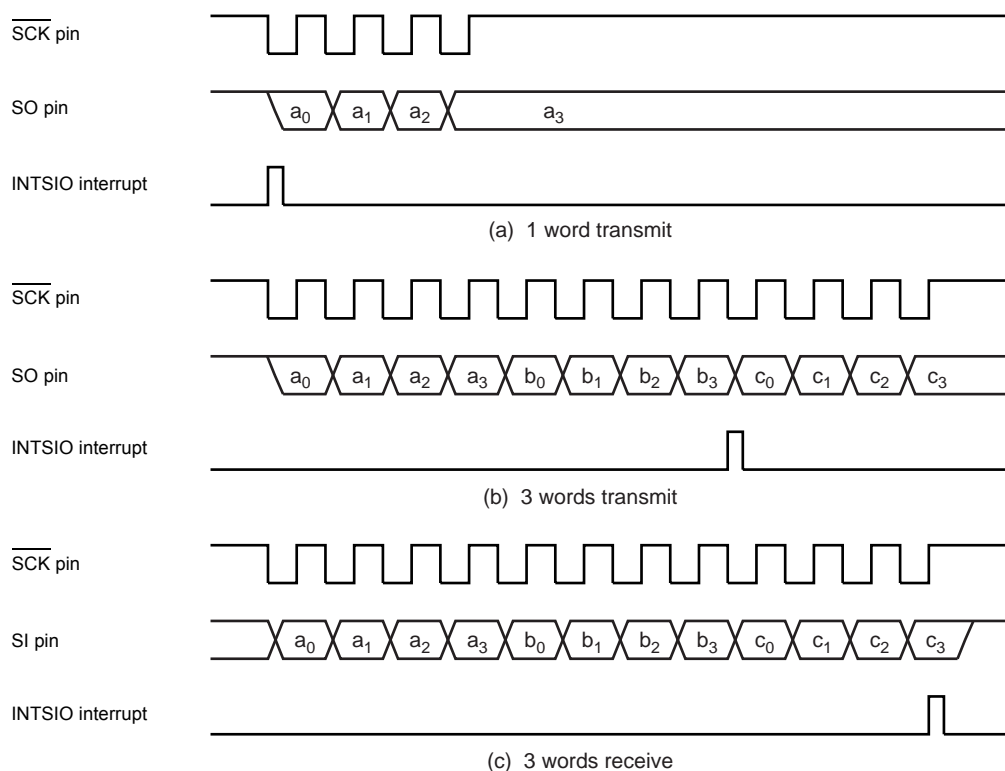 SCK pin
SO pin a0 a1 a2 a3
INTSIO interrupt
(a) 1 word transmit
SCK pin
SO pin a0 a1 a2 a3 b0 b1 b2 b3 c0 c1 c2 c3
INTSIO interrupt
(b) 3 words transmit
SCK pin
SI pin a0 a1 a2 a3 b0 b1 b2 b3 c0 c1 c2 c3
INTSIO interrupt
(c) 3 words receive